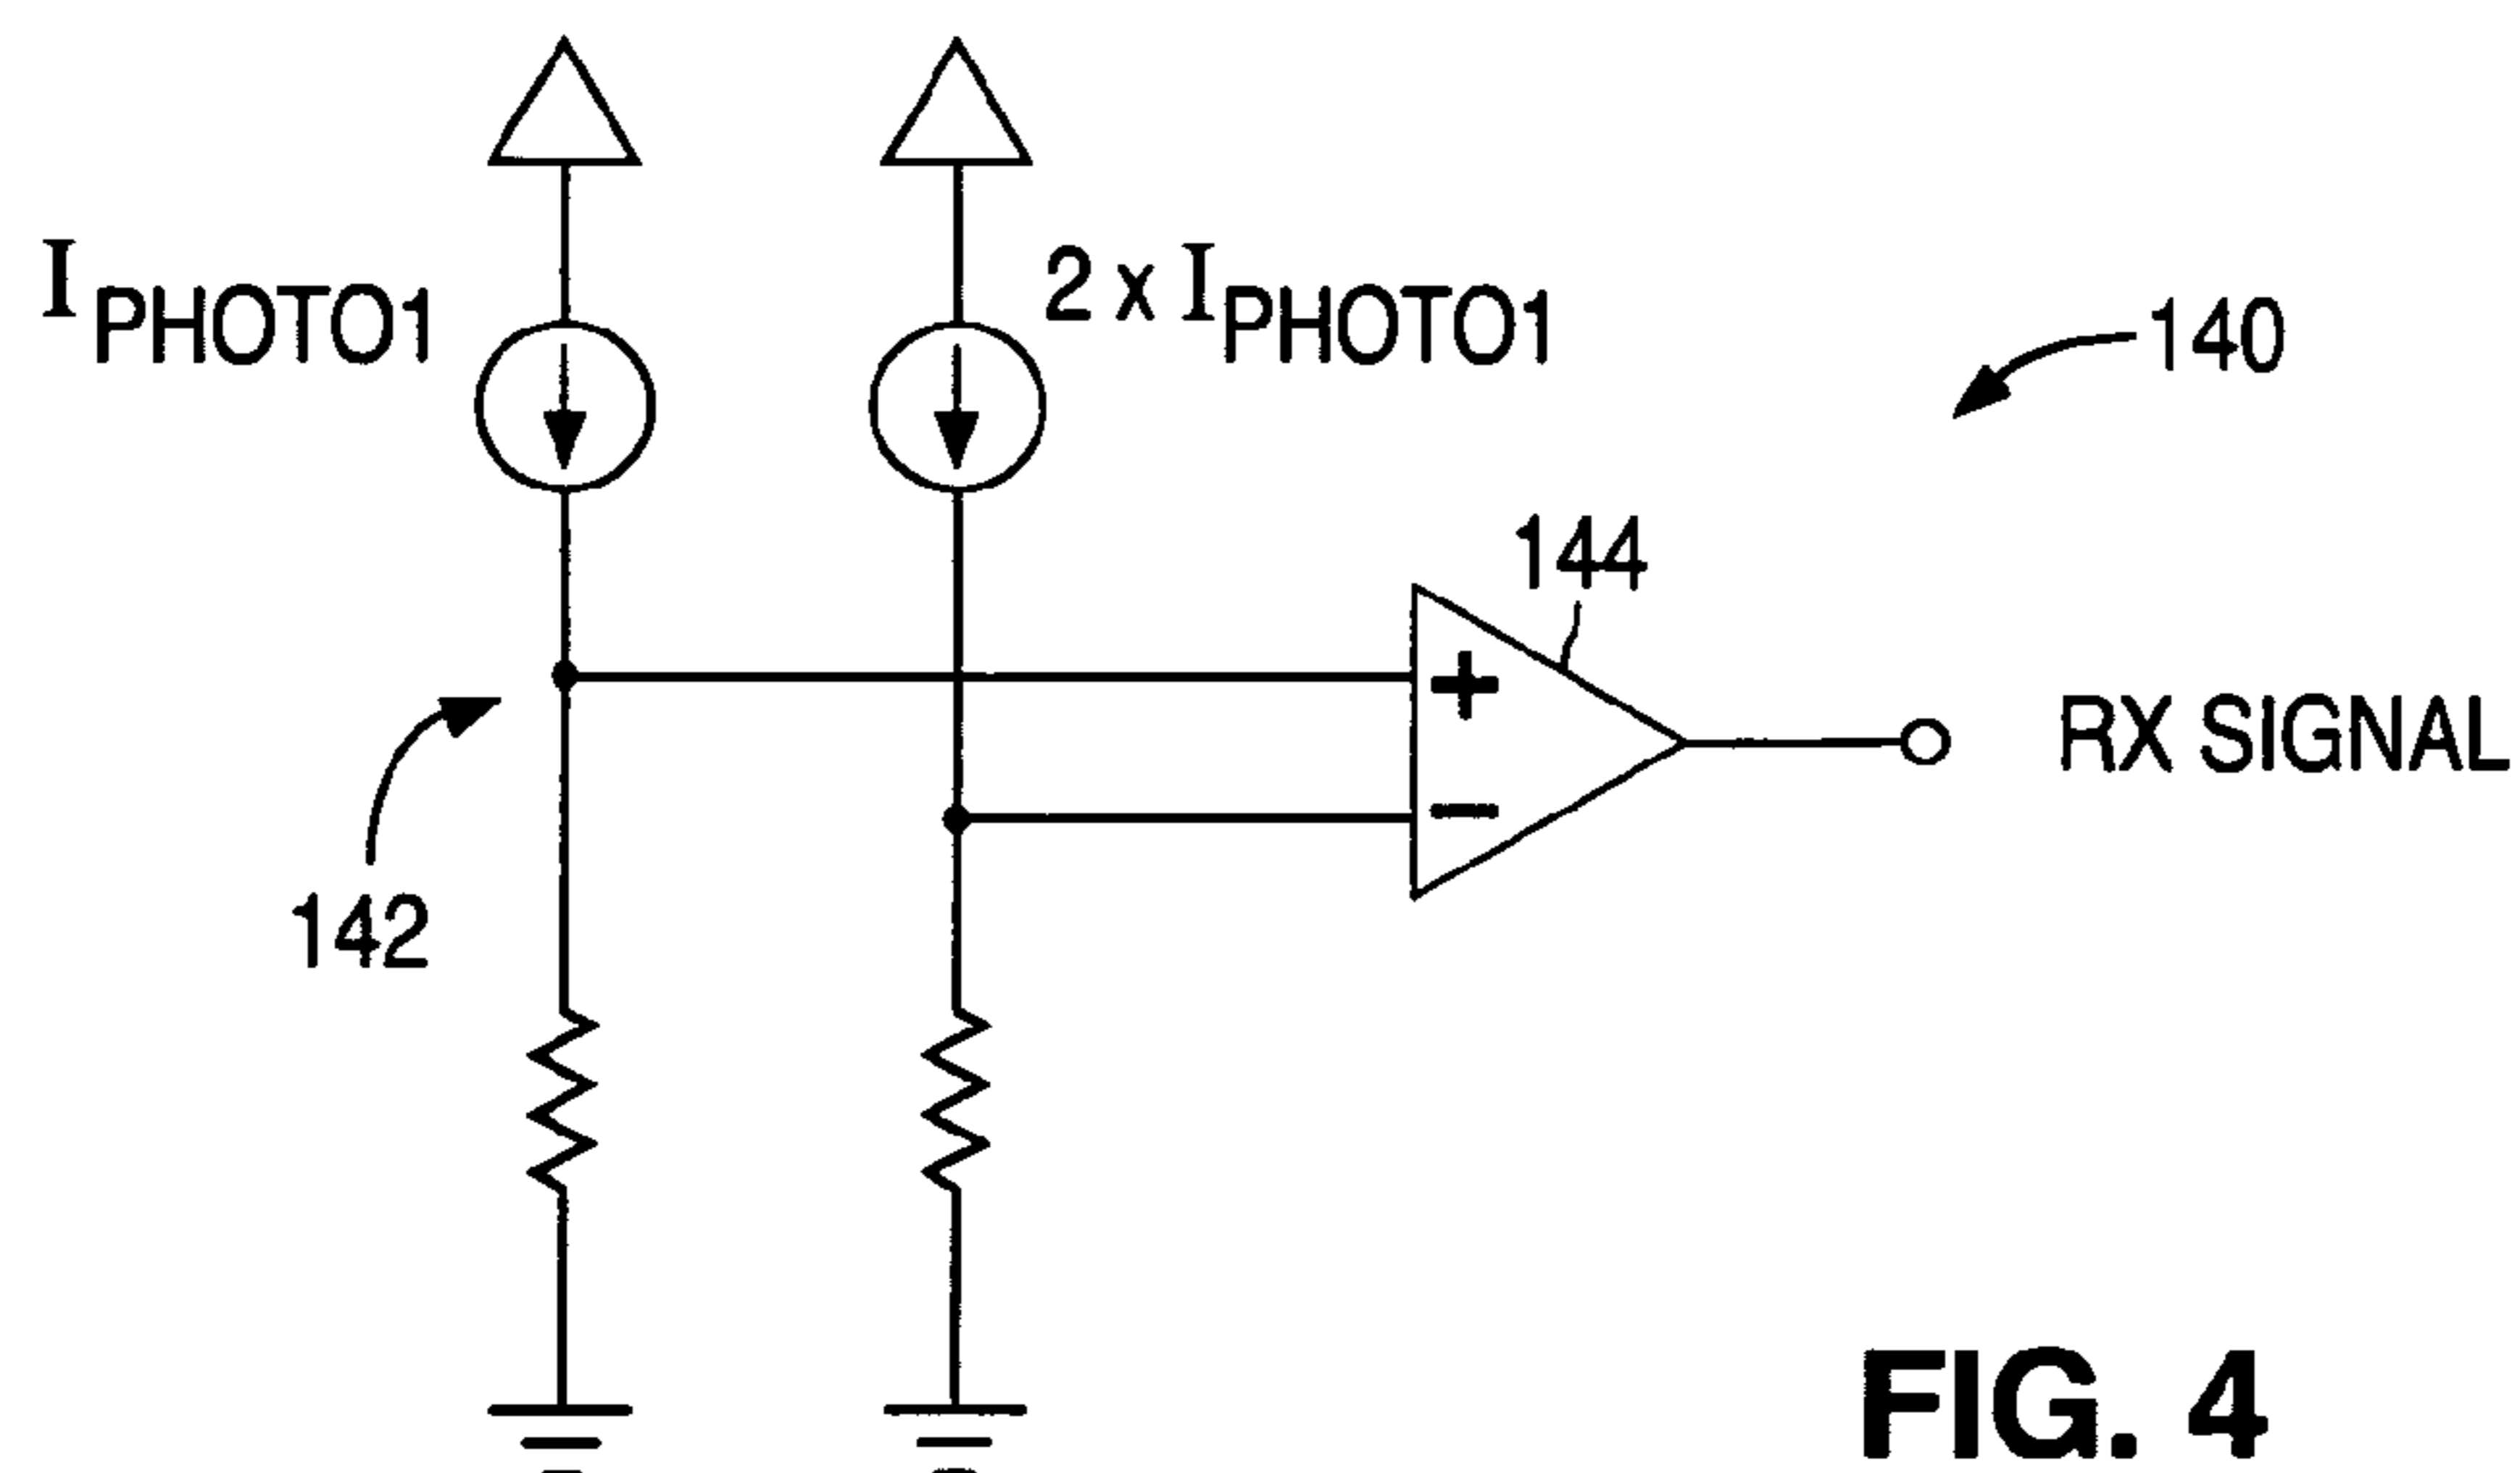 I PHOTO1
2 x I PHOTO1
140
144
+
−
RX SIGNAL
142
FIG. 4